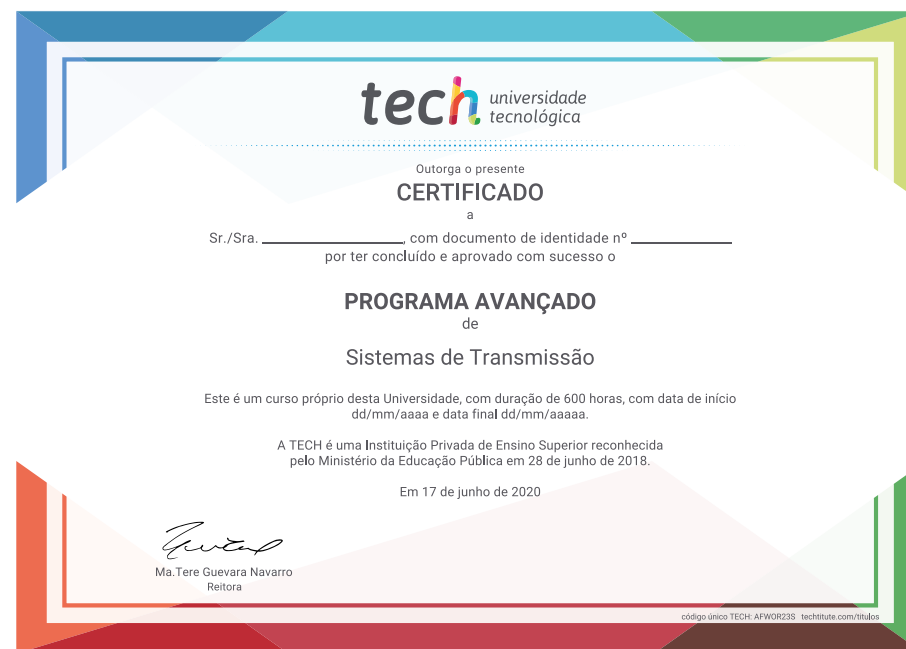 tech universidade
tecnológica
Outorga o presente
CERTIFICADO
a
Sr./Sra. ________________, com documento de identidade nº ____________
por ter concluído e aprovado com sucesso o
PROGRAMA AVANÇADO
de
Sistemas de Transmissão
Este é um curso próprio desta Universidade, com duração de 600 horas, com data de início
dd/mm/aaaa e data final dd/mm/aaaaa.
A TECH é uma Instituição Privada de Ensino Superior reconhecida
pelo Ministério da Educação Pública em 28 de junho de 2018.
Em 17 de junho de 2020
Ma.Tere Guevara Navarro
Reitora
código único TECH: AFWOR23S techtitute.com/titulos